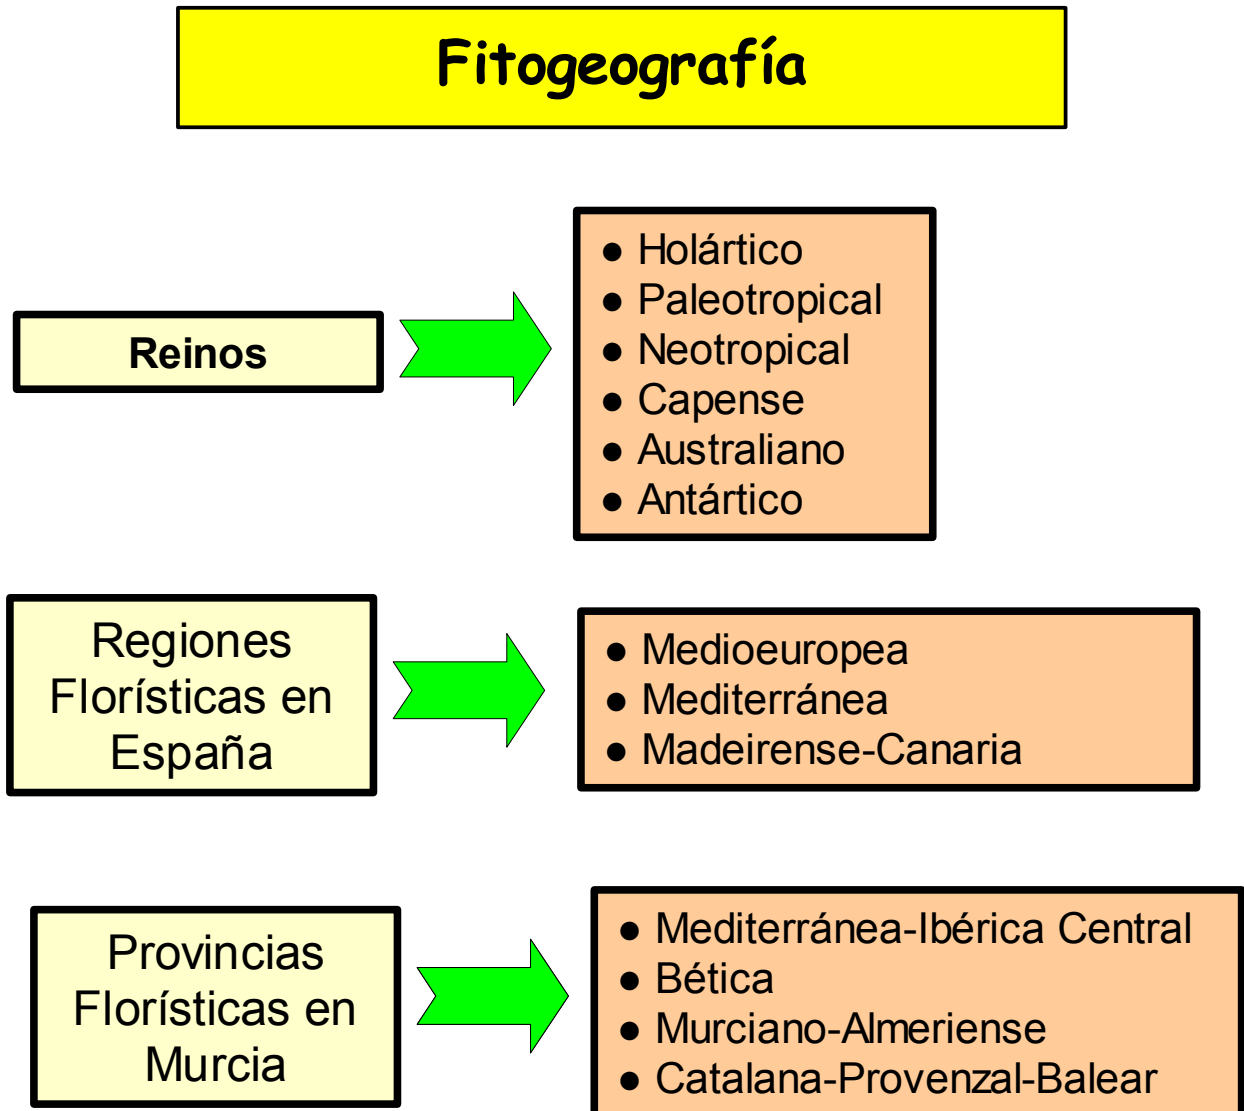 Fitogeografía
Reinos
● Holártico
● Paleotropical
● Neotropical
● Capense
● Australiano
● Antártico
Regiones
Florísticas en
España
● Medioeuropea
● Mediterránea
● Madeirense-Canaria
Provincias
Florísticas en
Murcia
● Mediterránea-Ibérica Central
● Bética
● Murciano-Almeriense
● Catalana-Provenzal-Balear